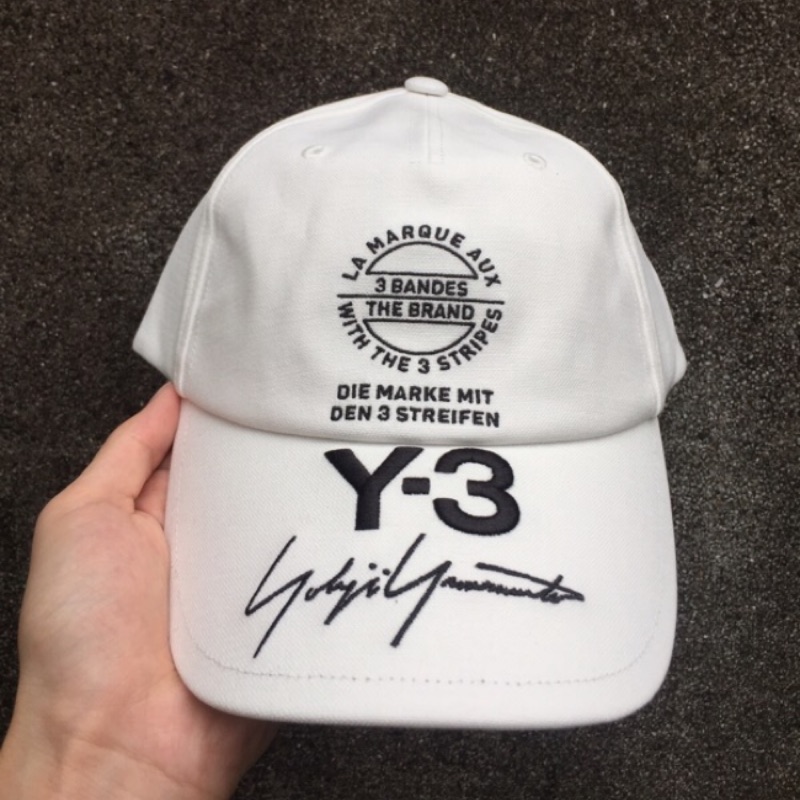 LA MARQUE AUX
3 BANDES
THE BRAND
WITH THE 3 STRIPES
DIE MARKE MIT
DEN 3 STREIFEN
Y-3
Yohji Yamamoto